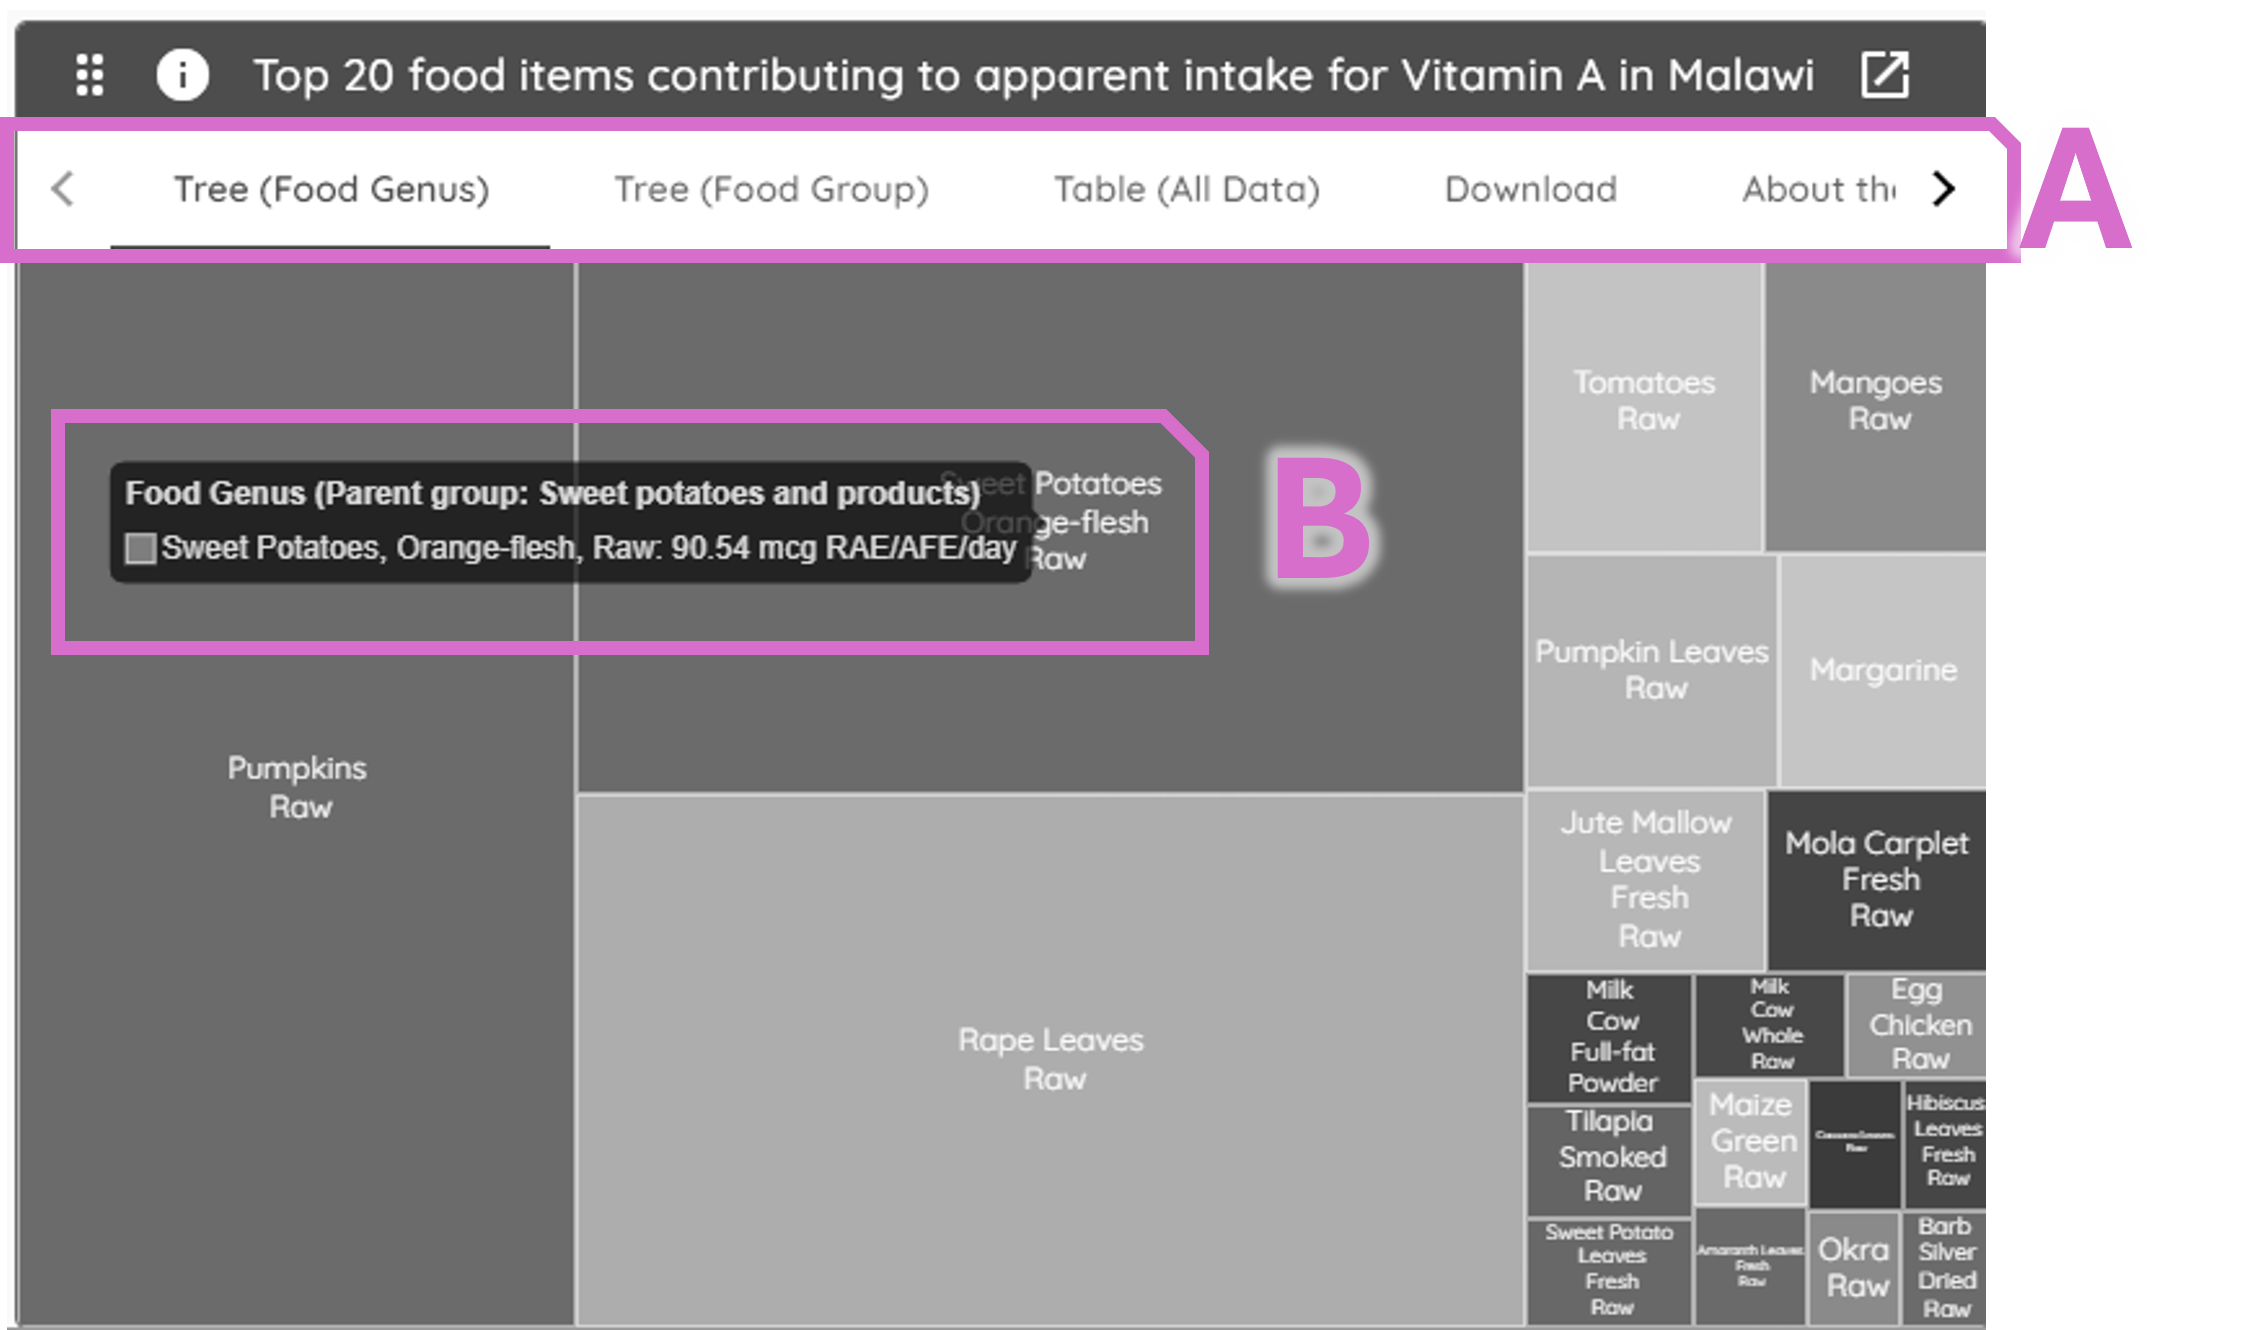 Top 20 food items contributing to apparent intake for Vitamin A in Malawi
Tree (Food Genus)
Tree (Food Group)
Table (All Data)
Download
About the
A
Food Genus (Parent group: Sweet potatoes and products)
Sweet Potatoes, Orange-flesh, Raw: 90.54 mcg RAE/AFE/day
Sweet Potatoes
Orange-flesh
Raw
B
Pumpkins
Raw
Rape Leaves
Raw
Tomatoes
Raw
Mangoes
Raw
Pumpkin Leaves
Raw
Margarine
Jute Mallow
Leaves
Fresh
Raw
Mola Carplet
Fresh
Raw
Milk
Cow
Full-fat
Powder
Milk
Cow
Whole
Raw
Egg
Chicken
Raw
Tilapia
Smoked
Raw
Maize
Green
Raw
Raw
Hibiscus
Leaves
Fresh
Raw
Sweet Potato
Leaves
Fresh
Raw
Amaranth Leaves
Fresh
Raw
Okra
Raw
Barb
Silver
Dried
Raw